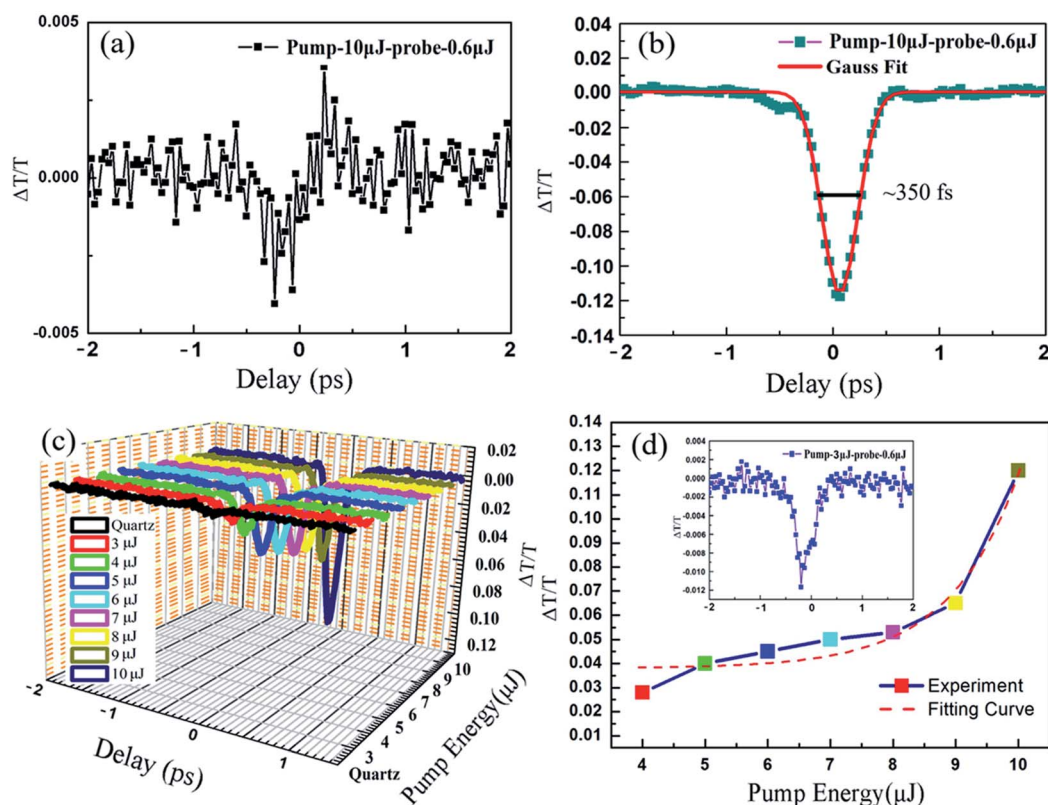 (a)
Pump-10μJ-probe-0.6μJ
0.005
0.000
-0.005
ΔT/T
-2
-1
0
1
2
Delay (ps)
(b)
Pump-10μJ-probe-0.6μJ
Gauss Fit
0.04
0.02
0.00
-0.02
-0.04
-0.06
-0.08
-0.10
-0.12
-0.14
ΔT/T
~350 fs
-2
-1
0
1
2
Delay (ps)
(c)
Quartz
3 μJ
4 μJ
5 μJ
6 μJ
7 μJ
8 μJ
9 μJ
10 μJ
0.02
0.00
0.02
0.04
0.06
0.08
0.10
0.12
ΔT/T
-2
-1
0
1
Delay (ps)
Quartz
3
4
5
6
7
8
9
10
Pump Energy(μJ)
(d)
0.14
0.13
0.12
0.11
0.10
0.09
0.08
0.07
0.06
0.05
0.04
0.03
0.02
0.01
ΔT/T
Pump-3μJ-probe-0.6μJ
0.004
0.002
0.000
-0.002
-0.004
-0.006
-0.008
-0.010
-0.012
ΔT/T
-2
-1
0
1
2
Experiment
Fitting Curve
4
5
6
7
8
9
10
Pump Energy(μJ)